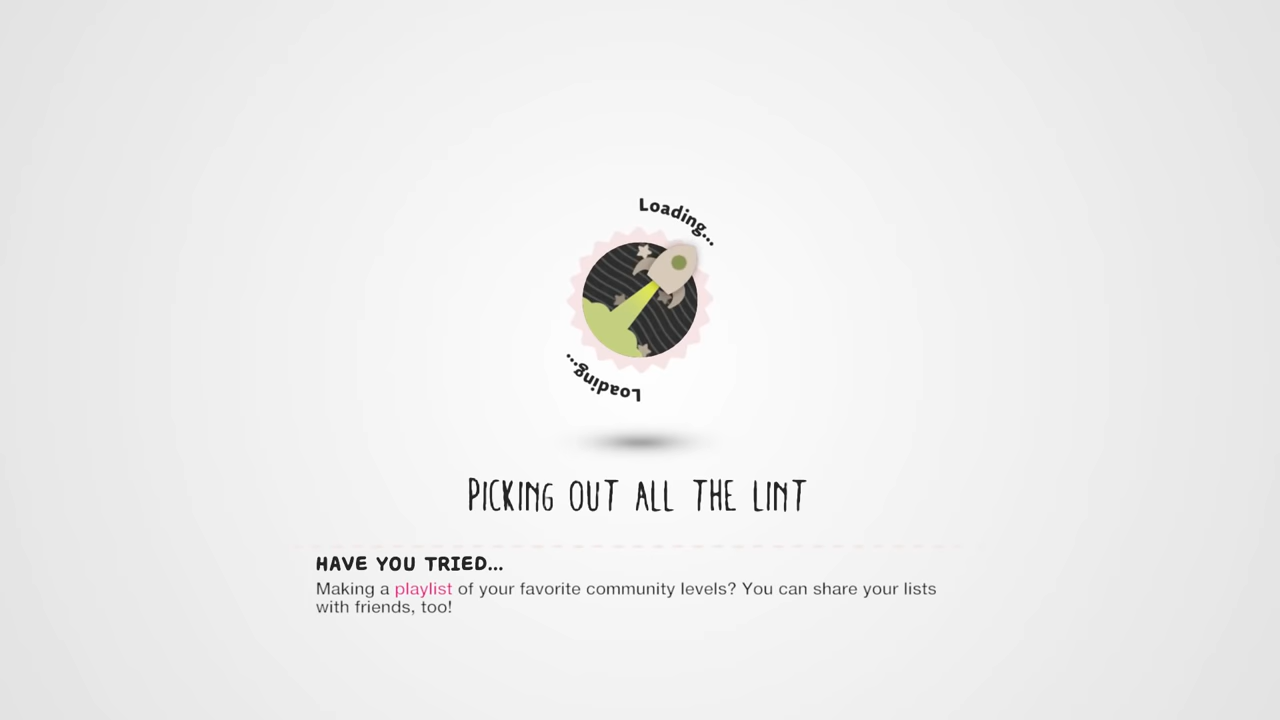 Loading...
Loading...
PICKING OUT ALL THE LINT
HAVE YOU TRIED...
Making a playlist of your favorite community levels? You can share your lists
with friends, too!